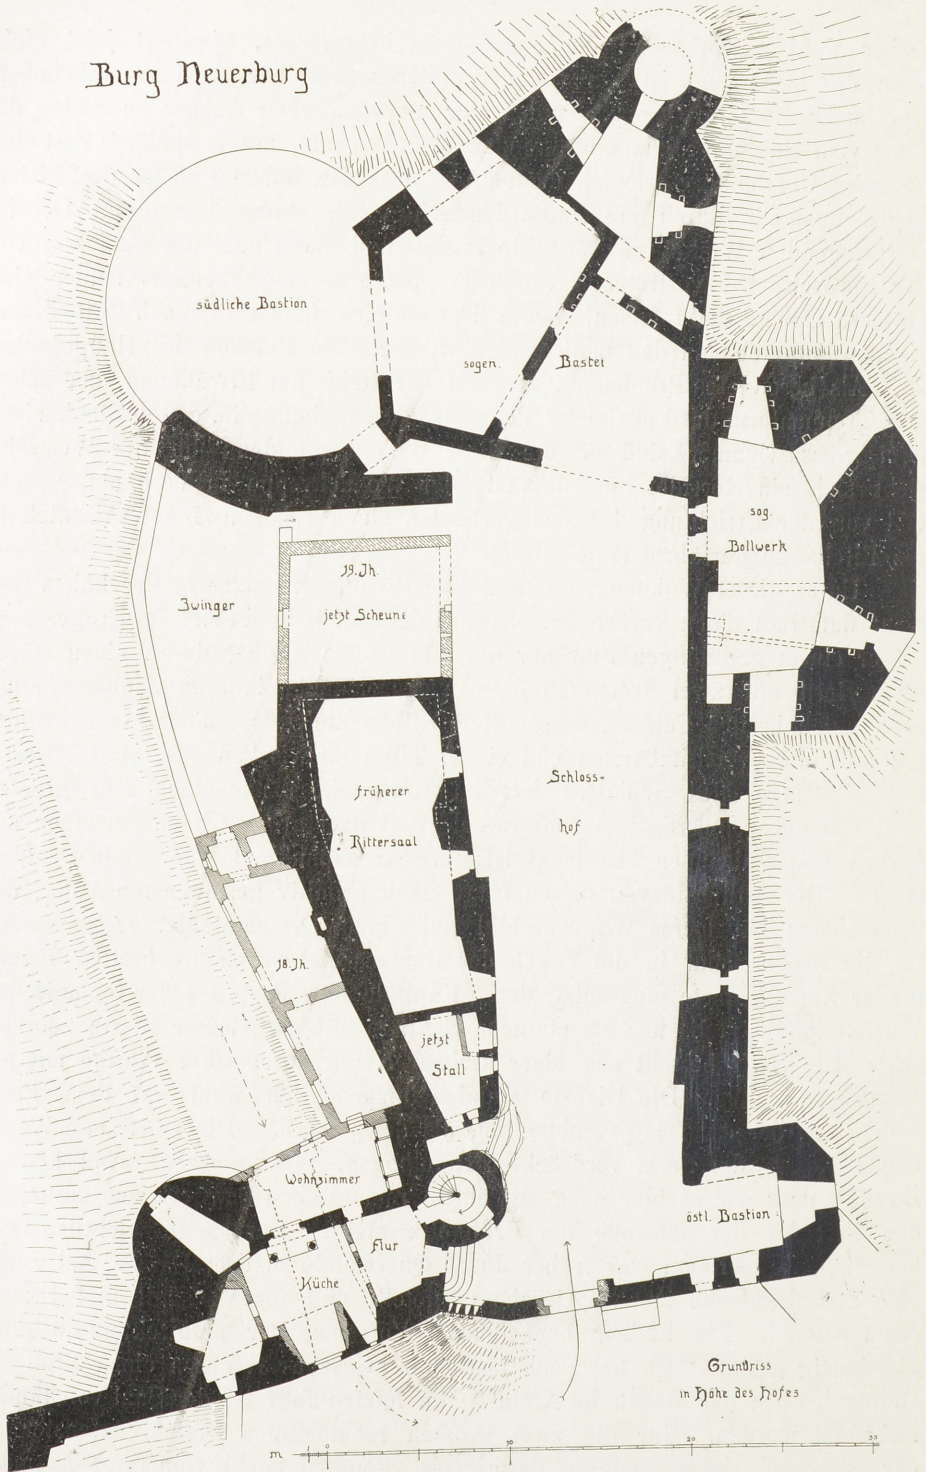 Burg Neuerburg
südliche Bastion
sogen. Bastei
sog.
Bollwerk
19. Jh.
jetzt Scheune
Zwinger
früherer
Rittersaal
Schloss-
hof
18. Jh.
jetzt
Stall
Wohnzimmer
Flur
Küche
östl. Bastion
Grundriss
in Höhe des Hofes
m 0 10 20 30